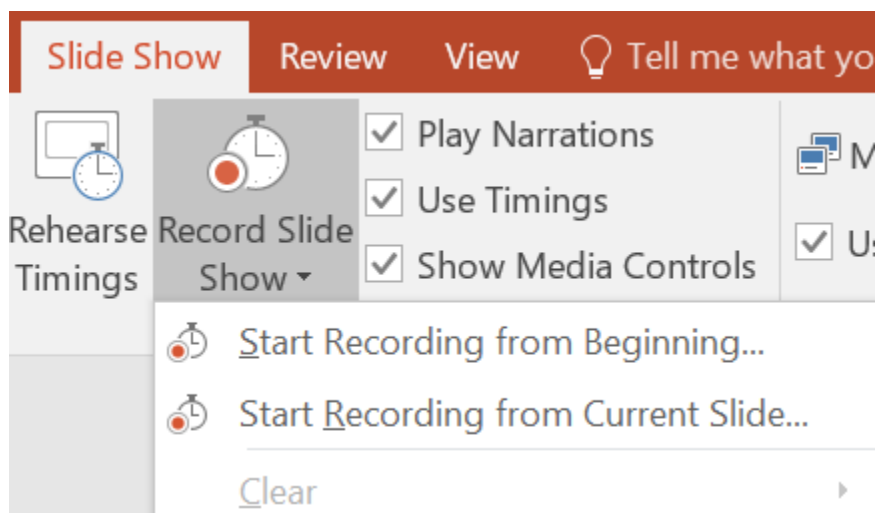 Slide Show Review View Tell me what yo
Rehearse Timings
Record Slide Show
Play Narrations
Use Timings
Show Media Controls
M
Us
Start Recording from Beginning...
Start Recording from Current Slide...
Clear